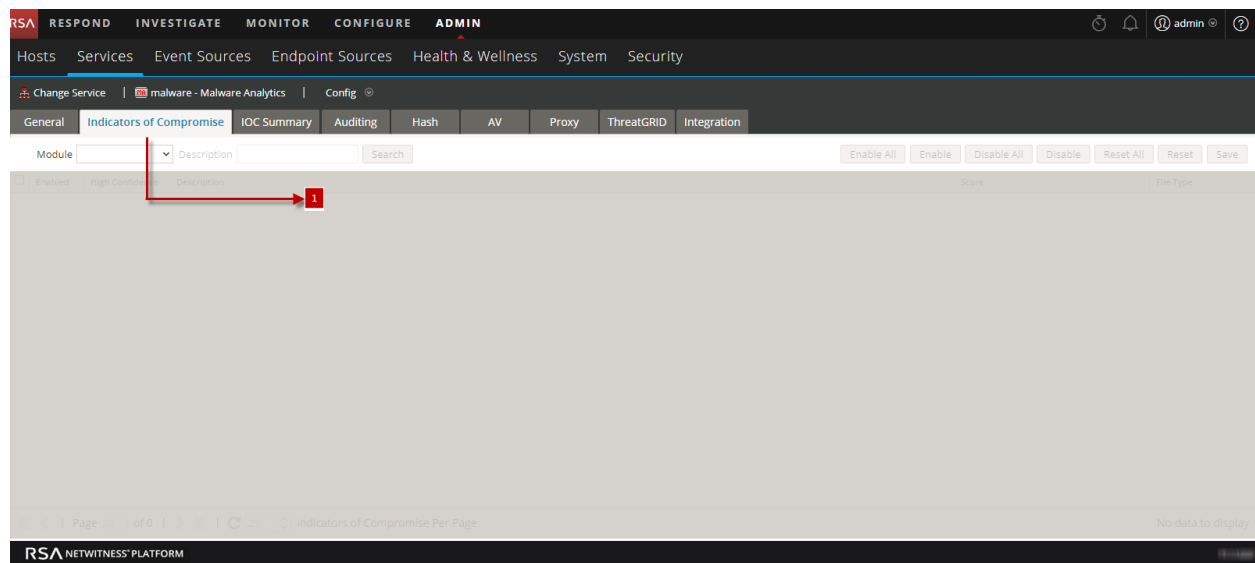 RSA RESPOND INVESTIGATE MONITOR CONFIGURE ADMIN admin ?
Hosts Services Event Sources Endpoint Sources Health & Wellness System Security
Change Service | malware - Malware Analytics | Config
General Indicators of Compromise IOC Summary Auditing Hash AV Proxy ThreatGRID Integration
Module Description Search Enable All Enable Disable All Disable Reset All Reset Save
Enabled High Confidence Description Score File Type
1
Page of 0 | Indicators of Compromise Per Page No data to display
RSA NETWITNESS® PLATFORM